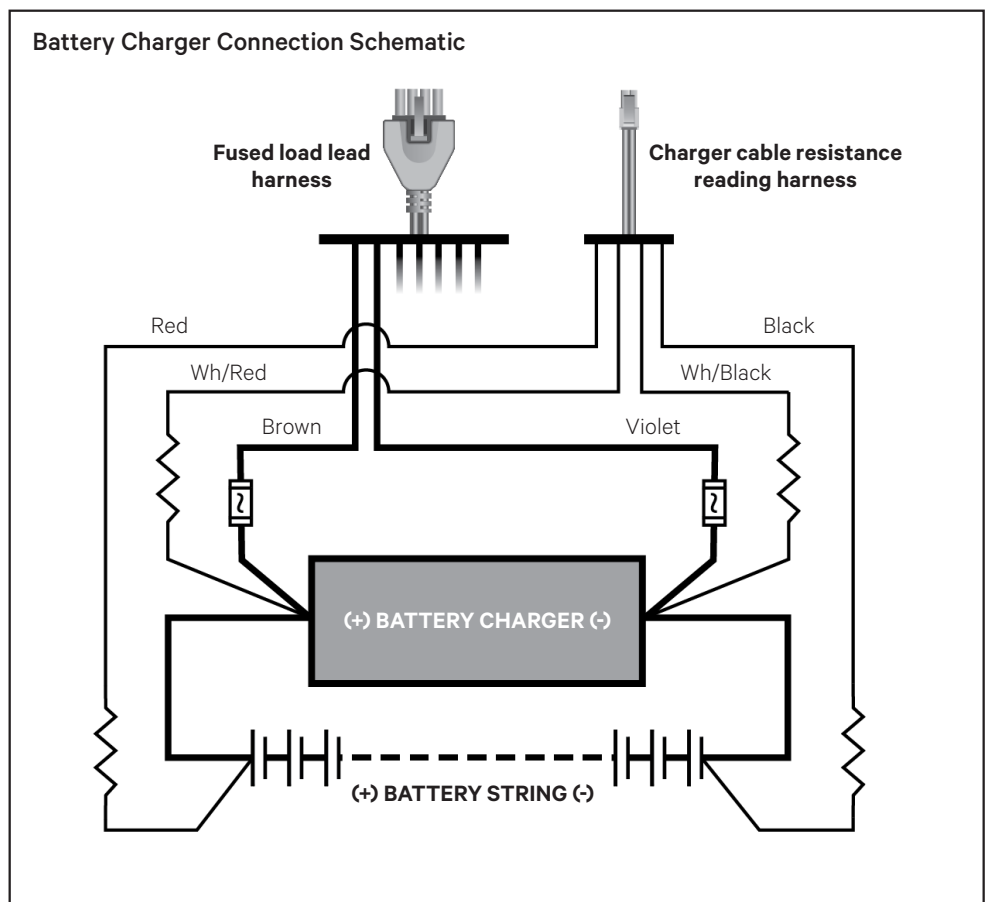 Battery Charger Connection Schematic
Fused load lead
harness
Charger cable resistance
reading harness
Red
Black
Wh/Red
Wh/Black
Brown
Violet
(+) BATTERY CHARGER (-)
(+) BATTERY STRING (-)